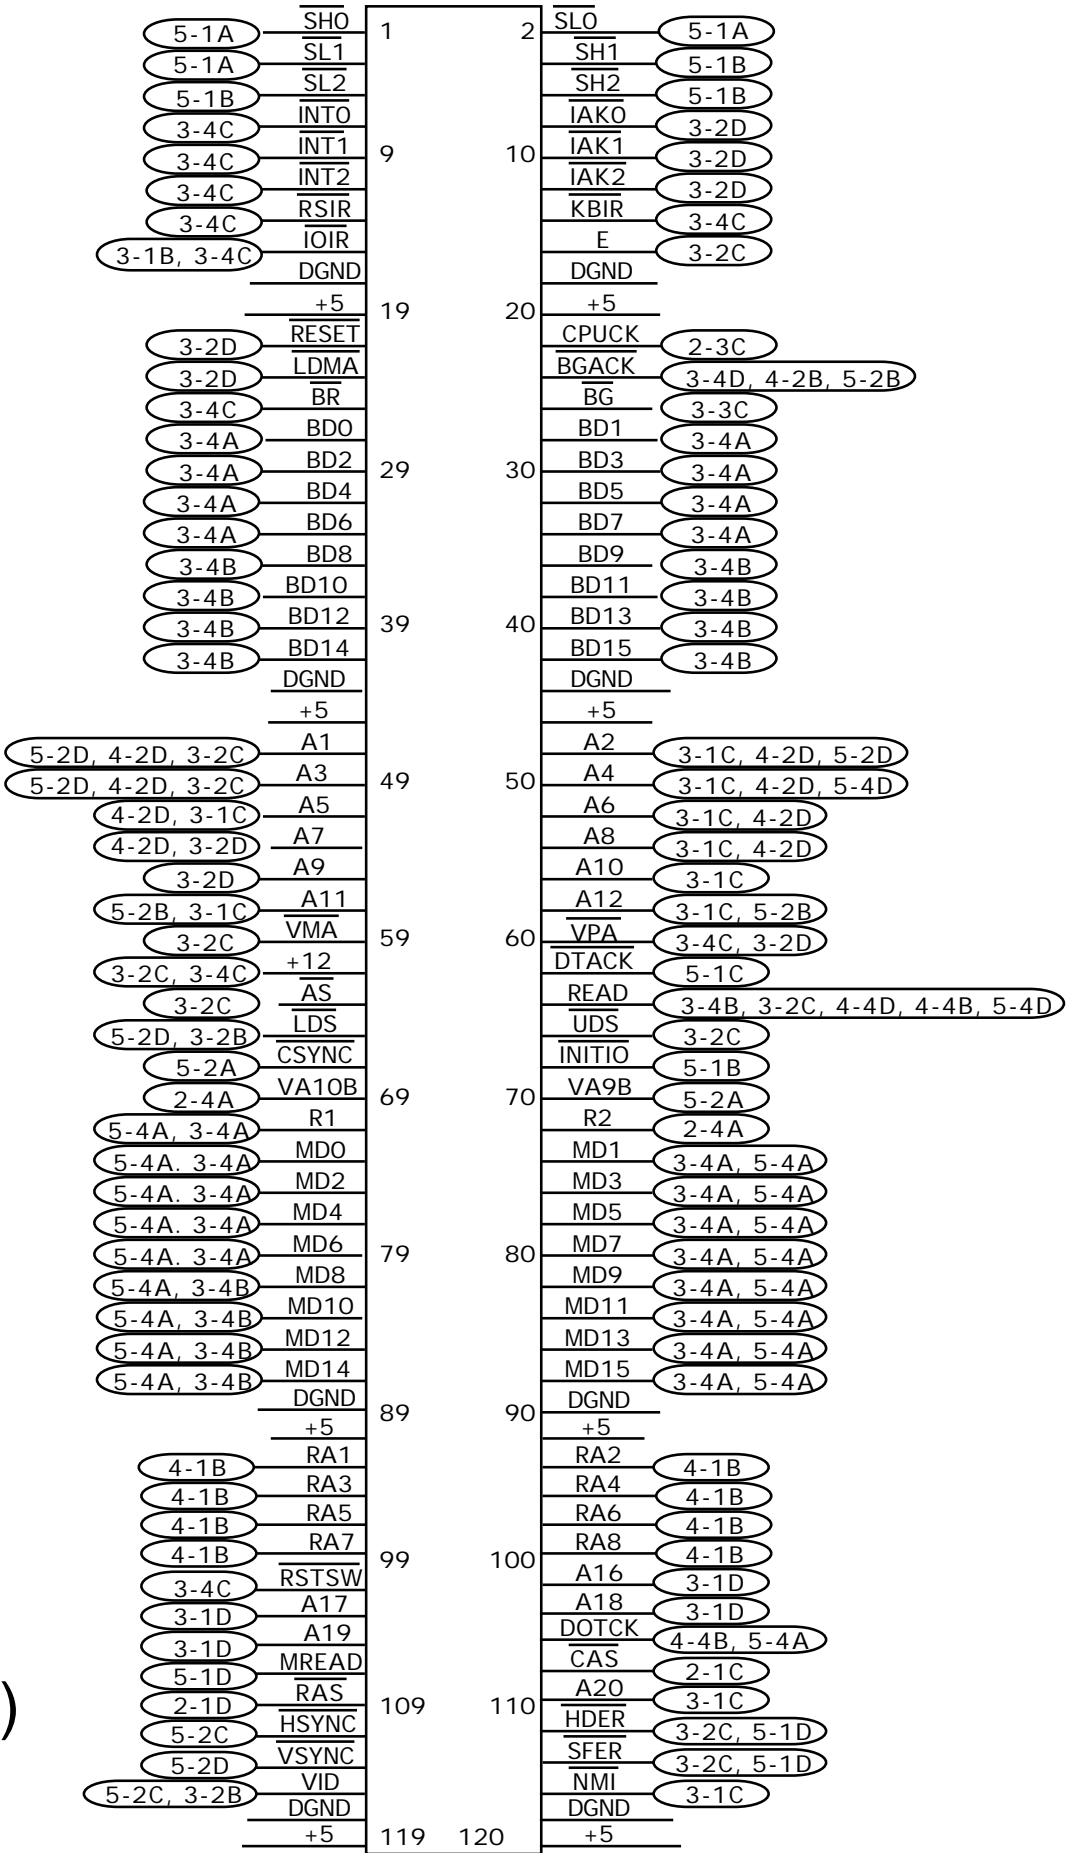 5-1A SH0 1 2 SL0 5-1A
5-1A SL1 SH1 5-1B
5-1B SL2 SH2 5-1B
3-4C INT0 IAK0 3-2D
3-4C INT1 9 10 IAK1 3-2D
3-4C INT2 IAK2 3-2D
3-4C RSIR KBIR 3-4C
3-1B, 3-4C IOIR E 3-2C
DGND DGND
+5 19 20 +5
3-2D RESET CPUCK 2-3C
3-2D LDMA BGACK 3-4D, 4-2B, 5-2B
3-4C BR BG 3-3C
3-4A BD0 BD1 3-4A
3-4A BD2 29 30 BD3 3-4A
3-4A BD4 BD5 3-4A
3-4A BD6 BD7 3-4A
3-4B BD8 BD9 3-4B
3-4B BD10 BD11 3-4B
3-4B BD12 39 40 BD13 3-4B
3-4B BD14 BD15 3-4B
DGND DGND
+5 +5
5-2D, 4-2D, 3-2C A1 A2 3-1C, 4-2D, 5-2D
5-2D, 4-2D, 3-2C A3 49 50 A4 3-1C, 4-2D, 5-4D
4-2D, 3-1C A5 A6 3-1C, 4-2D
4-2D, 3-2D A7 A8 3-1C, 4-2D
3-2D A9 A10 3-1C
5-2B, 3-1C A11 A12 3-1C, 5-2B
3-2C VMA 59 60 VPA 3-4C, 3-2D
3-2C, 3-4C +12 DTACK 5-1C
3-2C AS READ 3-4B, 3-2C, 4-4D, 4-4B, 5-4D
5-2D, 3-2B LDS UDS 3-2C
5-2A CSYNC INITIO 5-1B
2-4A VA10B 69 70 VA9B 5-2A
5-4A, 3-4A R1 R2 2-4A
5-4A. 3-4A MD0 MD1 3-4A, 5-4A
5-4A. 3-4A MD2 MD3 3-4A, 5-4A
5-4A. 3-4A MD4 MD5 3-4A, 5-4A
5-4A. 3-4A MD6 79 80 MD7 3-4A, 5-4A
5-4A, 3-4B MD8 MD9 3-4A, 5-4A
5-4A, 3-4B MD10 MD11 3-4A, 5-4A
5-4A, 3-4B MD12 MD13 3-4A, 5-4A
5-4A, 3-4B MD14 MD15 3-4A, 5-4A
DGND 89 90 DGND
+5 +5
4-1B RA1 RA2 4-1B
4-1B RA3 RA4 4-1B
4-1B RA5 RA6 4-1B
4-1B RA7 99 100 RA8 4-1B
3-4C RSTSW A16 3-1D
3-1D A17 A18 3-1D
3-1D A19 DOTCK 4-4B, 5-4A
5-1D MREAD CAS 2-1C
) 2-1D RAS 109 110 A20 3-1C
5-2C HSYNC HDER 3-2C, 5-1D
5-2D VSYNC SFER 3-2C, 5-1D
5-2C, 3-2B VID NMI 3-1C
DGND DGND
+5 119 120 +5